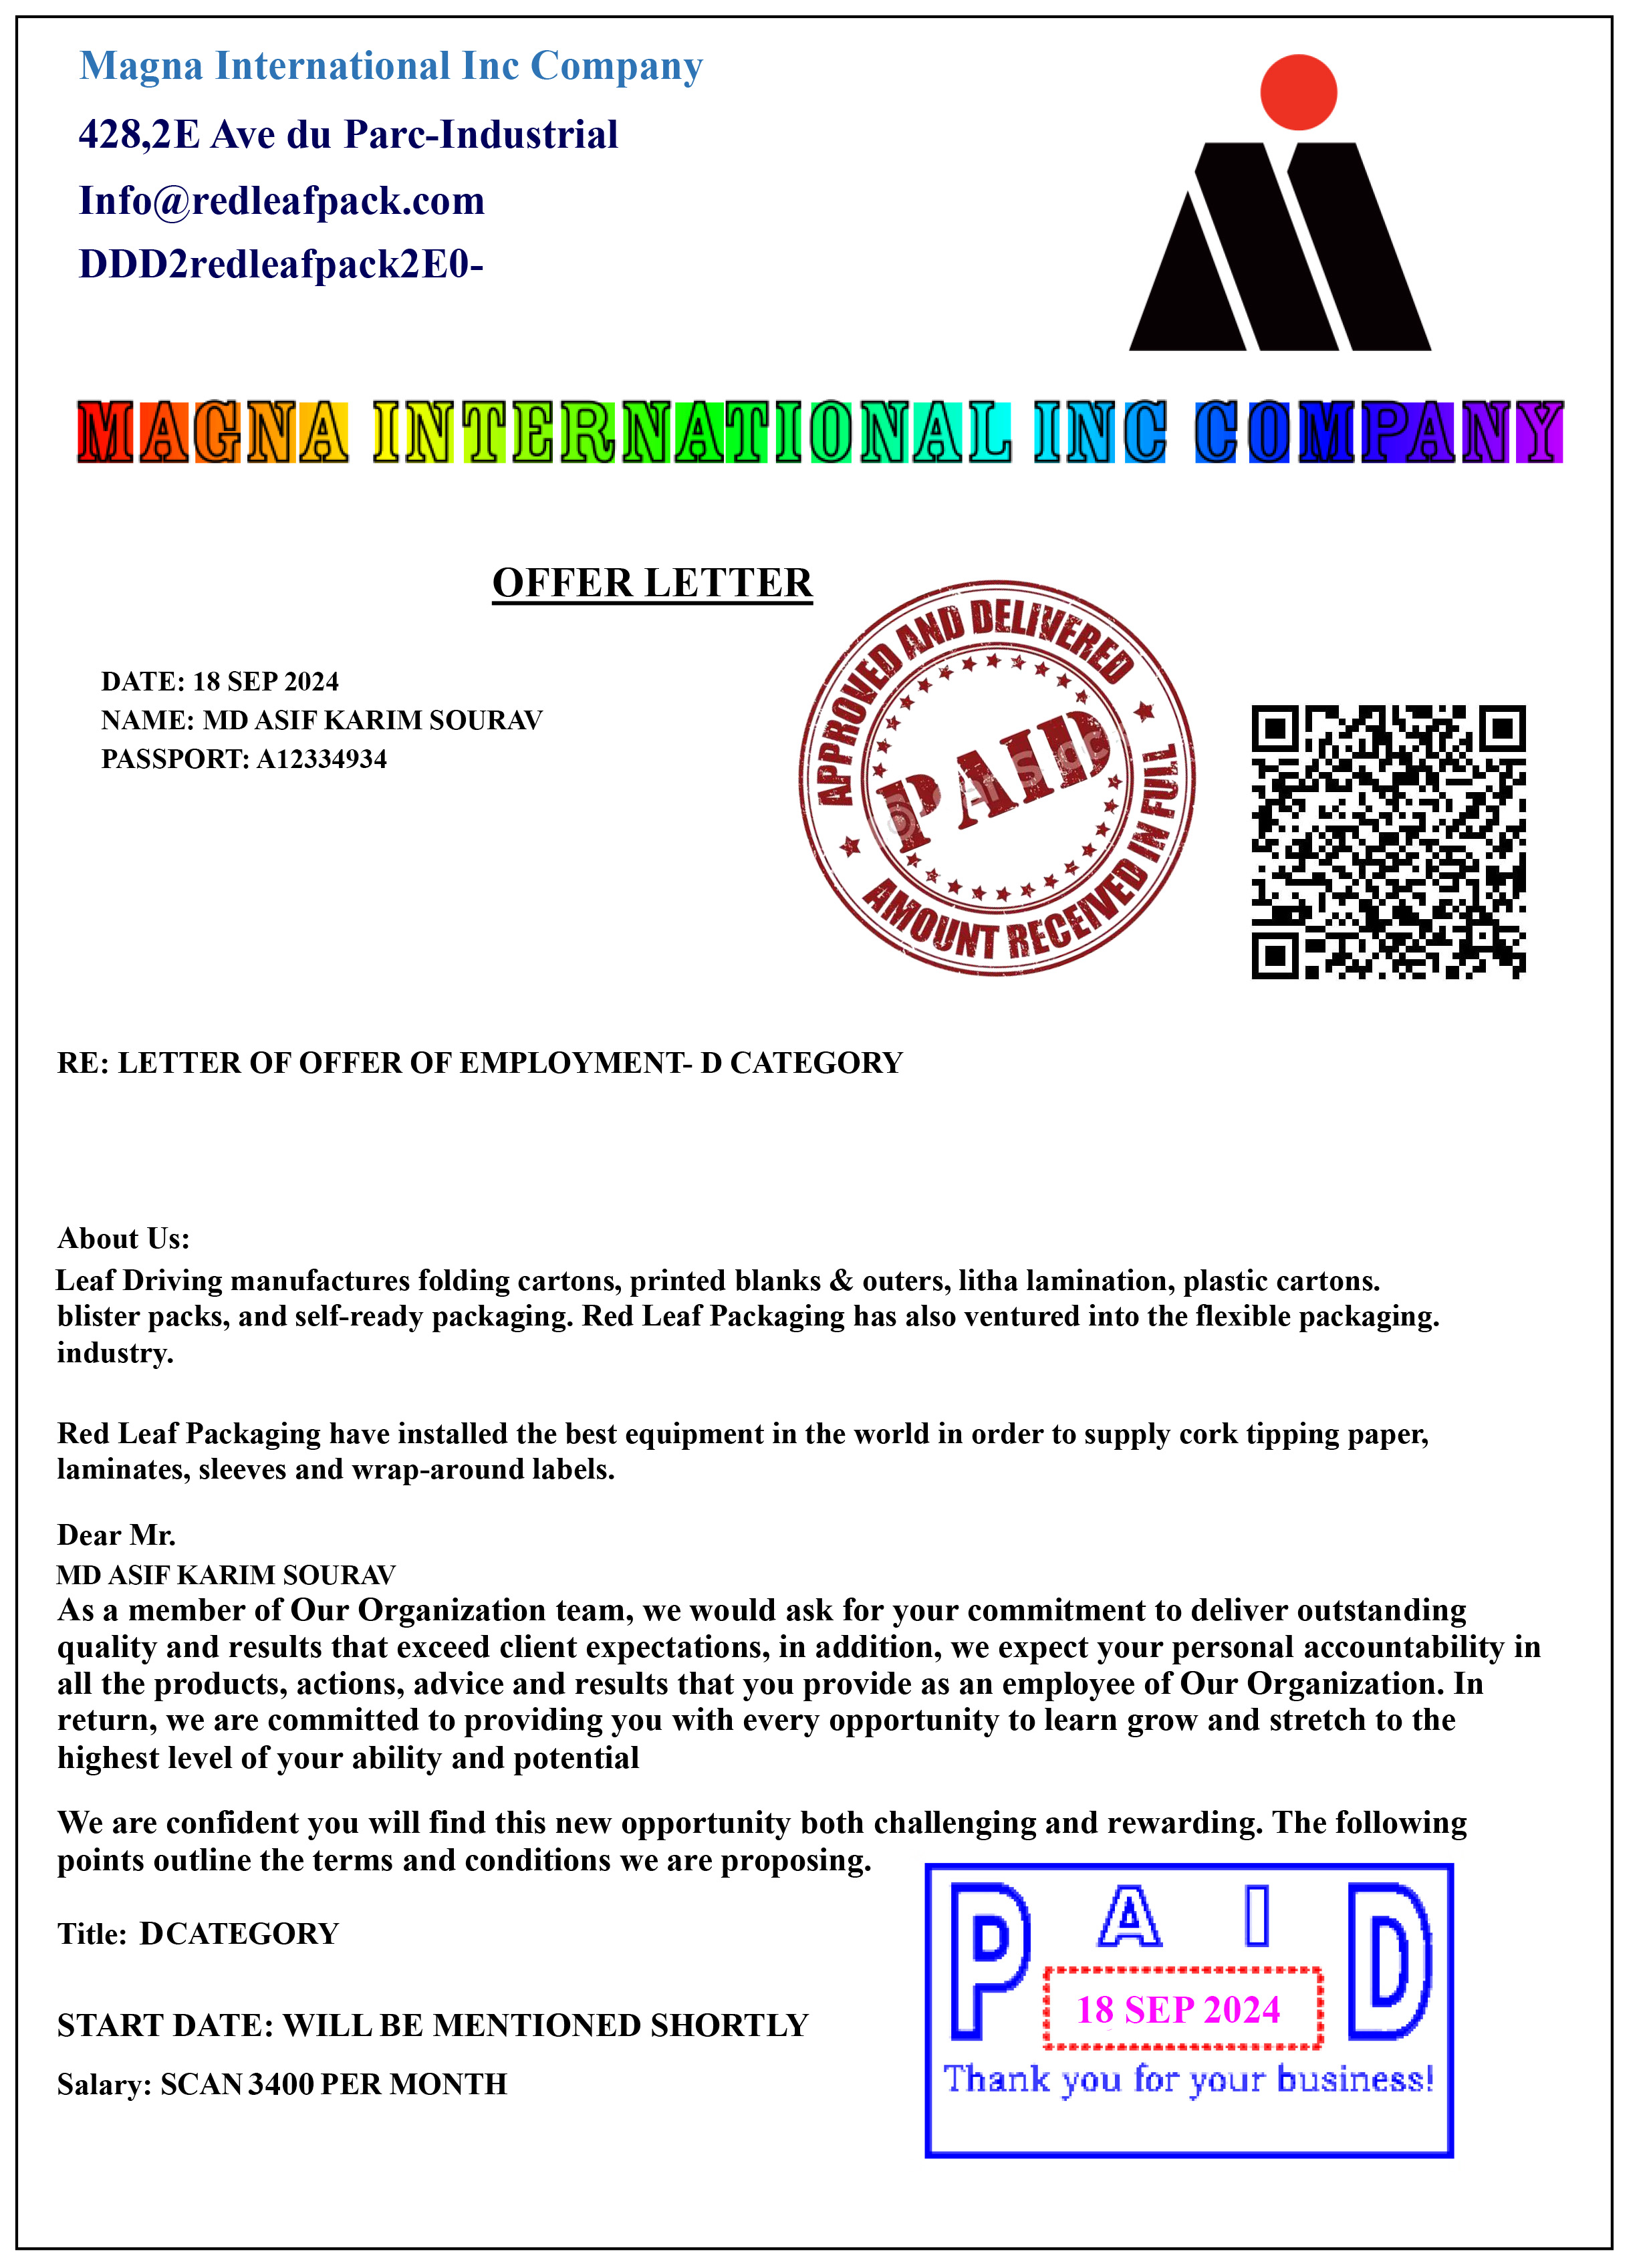 Magna International Inc Company
428,2E Ave du Parc-Industrial
Info@redleafpack.com
DDD2redleafpack2E0-
MAGNA INTERNATIONAL INC COMPANY
OFFER LETTER
DATE: 18 SEP 2024
NAME: MD ASIF KARIM SOURAV
PASSPORT: A12334934
APPROVED AND DELIVERED
PAID
AMOUNT RECEIVED IN FULL
RE: LETTER OF OFFER OF EMPLOYMENT- D CATEGORY
About Us:
Leaf Driving manufactures folding cartons, printed blanks & outers, litha lamination, plastic cartons.
blister packs, and self-ready packaging. Red Leaf Packaging has also ventured into the flexible packaging.
industry.
Red Leaf Packaging have installed the best equipment in the world in order to supply cork tipping paper,
laminates, sleeves and wrap-around labels.
Dear Mr.
MD ASIF KARIM SOURAV
As a member of Our Organization team, we would ask for your commitment to deliver outstanding
quality and results that exceed client expectations, in addition, we expect your personal accountability in
all the products, actions, advice and results that you provide as an employee of Our Organization. In
return, we are committed to providing you with every opportunity to learn grow and stretch to the
highest level of your ability and potential
We are confident you will find this new opportunity both challenging and rewarding. The following
points outline the terms and conditions we are proposing.
Title: DCATEGORY
START DATE: WILL BE MENTIONED SHORTLY
Salary: SCAN 3400 PER MONTH
PAID
18 SEP 2024
Thank you for your business!